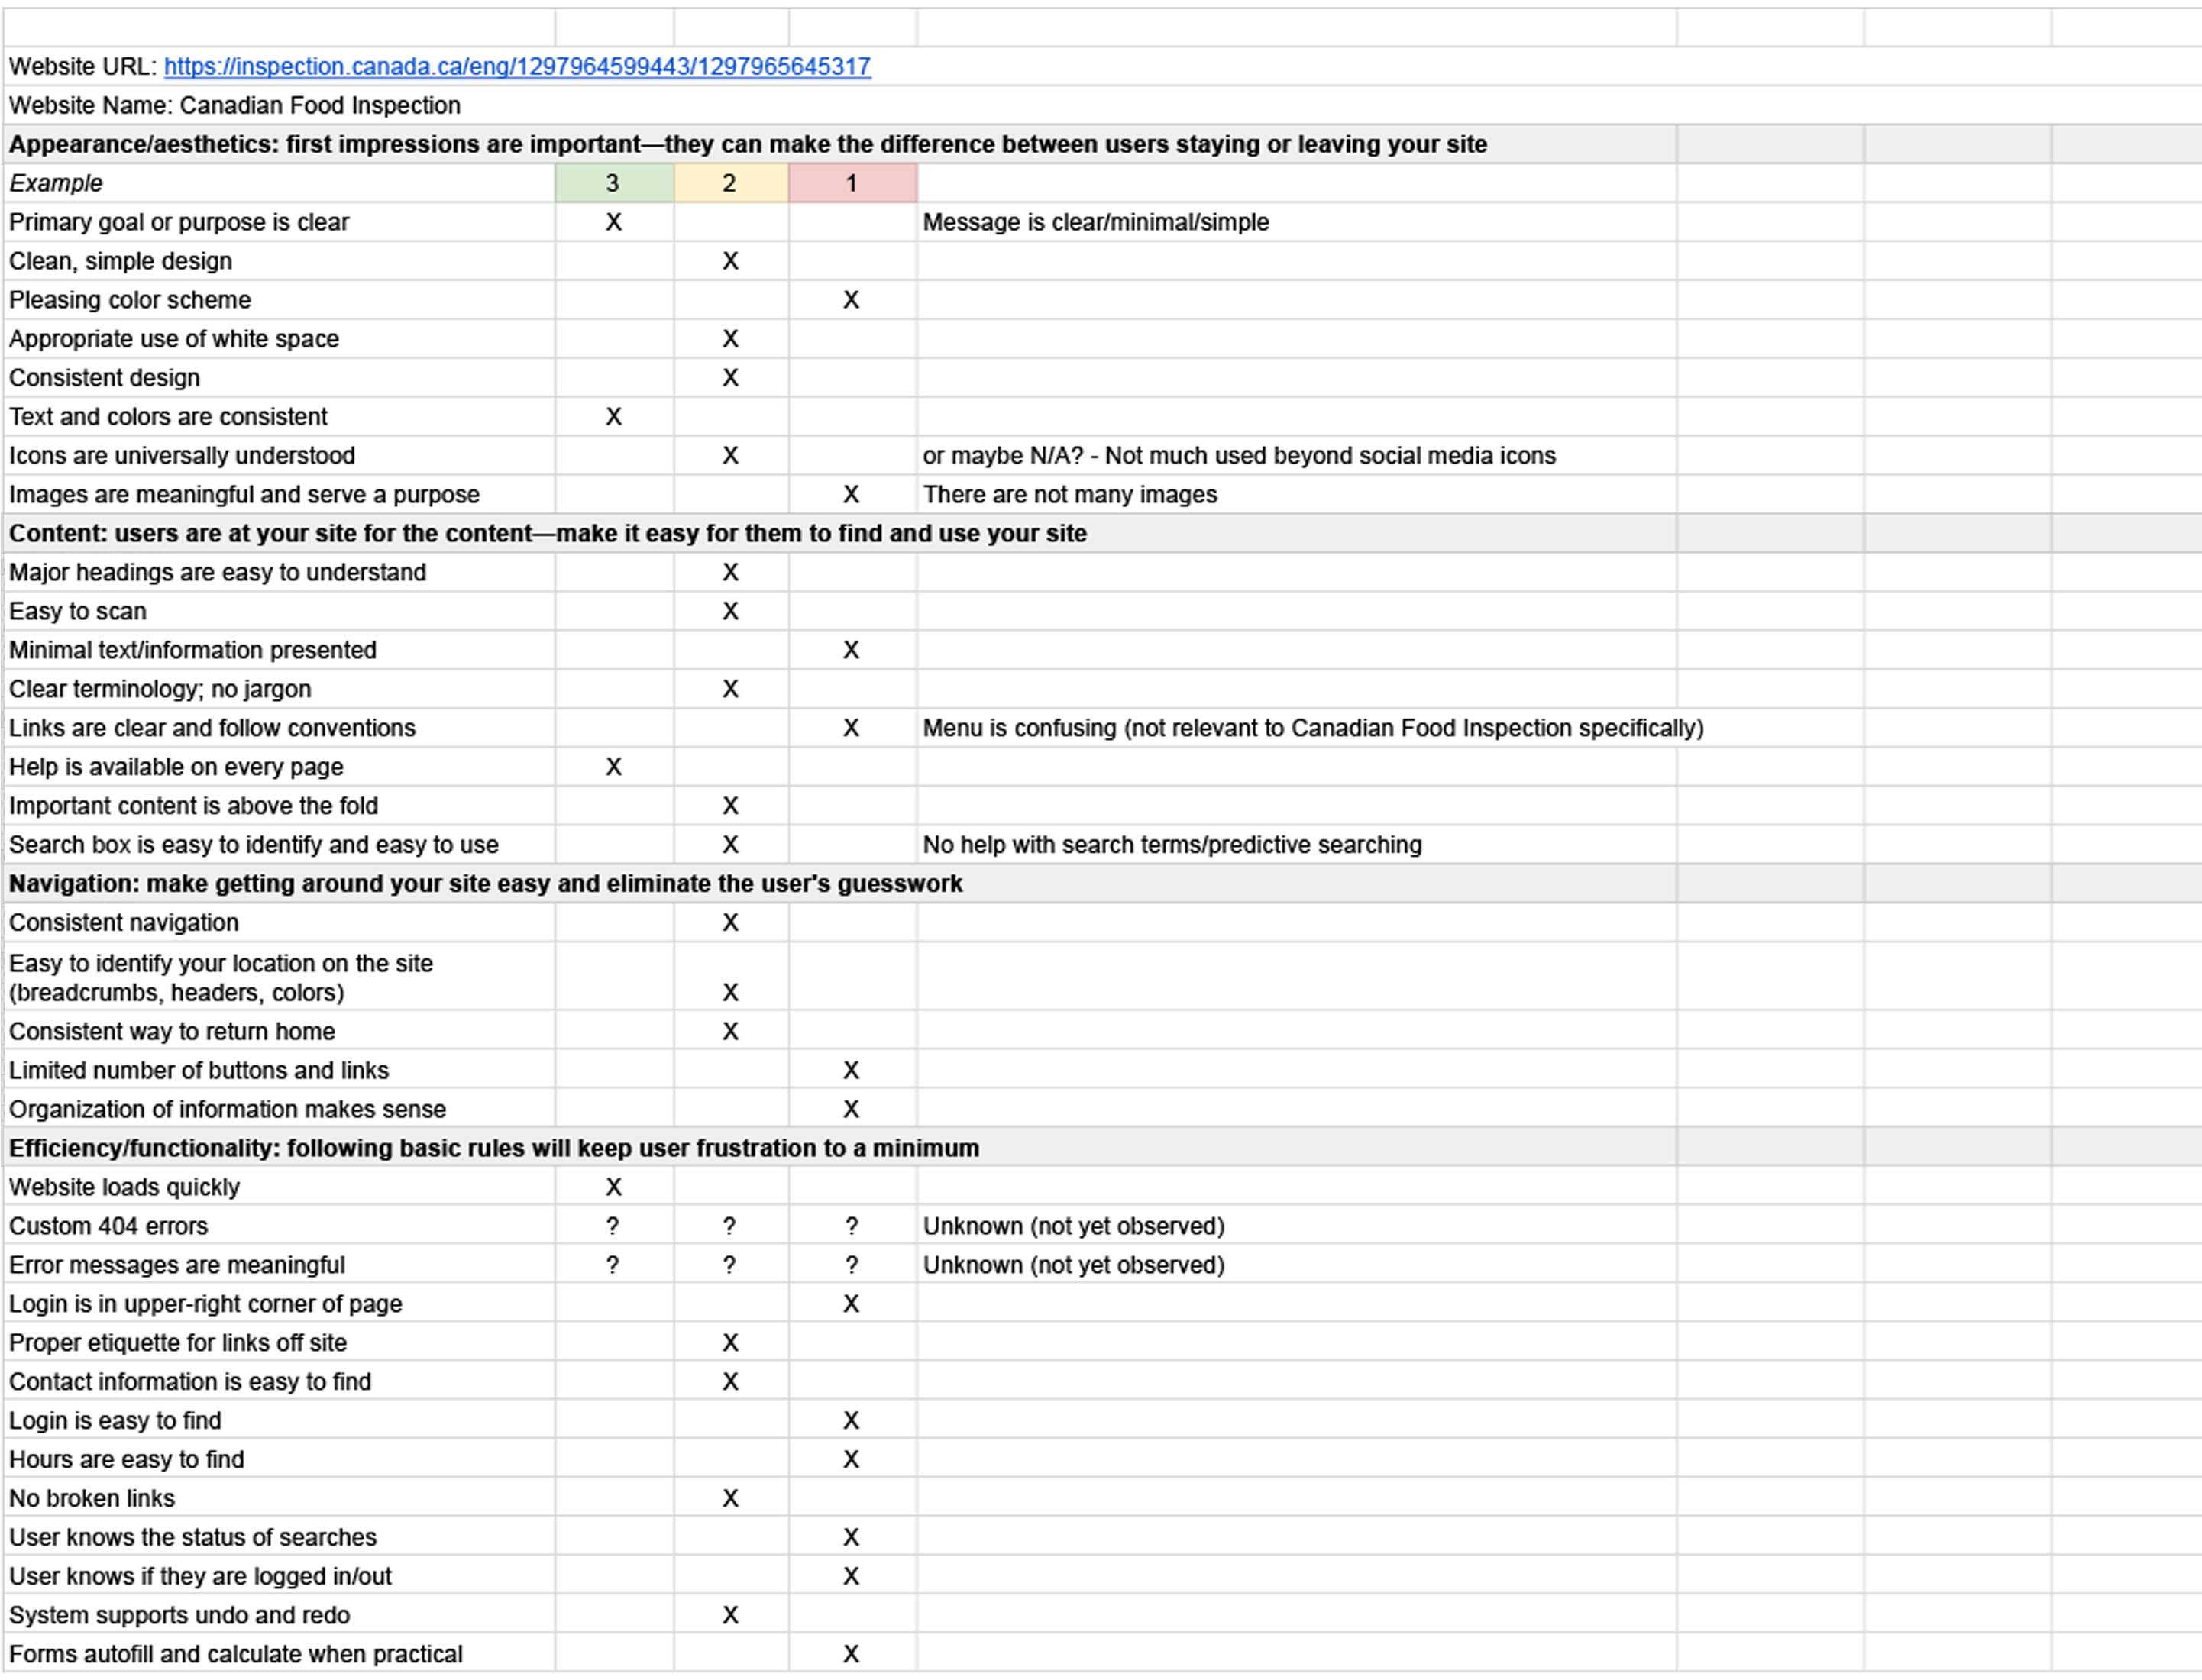 Website URL: https://inspection.canada.ca/eng/1297964599443/1297965645317
Website Name: Canadian Food Inspection
Appearance/aesthetics: first impressions are important—they can make the difference between users staying or leaving your site
Example 3 2 1
Primary goal or purpose is clear X Message is clear/minimal/simple
Clean, simple design X
Pleasing color scheme X
Appropriate use of white space X
Consistent design X
Text and colors are consistent X
Icons are universally understood X or maybe N/A? - Not much used beyond social media icons
Images are meaningful and serve a purpose X There are not many images
Content: users are at your site for the content—make it easy for them to find and use your site
Major headings are easy to understand X
Easy to scan X
Minimal text/information presented X
Clear terminology; no jargon X
Links are clear and follow conventions X Menu is confusing (not relevant to Canadian Food Inspection specifically)
Help is available on every page X
Important content is above the fold X
Search box is easy to identify and easy to use X No help with search terms/predictive searching
Navigation: make getting around your site easy and eliminate the user's guesswork
Consistent navigation X
Easy to identify your location on the site
(breadcrumbs, headers, colors) X
Consistent way to return home X
Limited number of buttons and links X
Organization of information makes sense X
Efficiency/functionality: following basic rules will keep user frustration to a minimum
Website loads quickly X
Custom 404 errors ? ? ? Unknown (not yet observed)
Error messages are meaningful ? ? ? Unknown (not yet observed)
Login is in upper-right corner of page X
Proper etiquette for links off site X
Contact information is easy to find X
Login is easy to find X
Hours are easy to find X
No broken links X
User knows the status of searches X
User knows if they are logged in/out X
System supports undo and redo X
Forms autofill and calculate when practical X